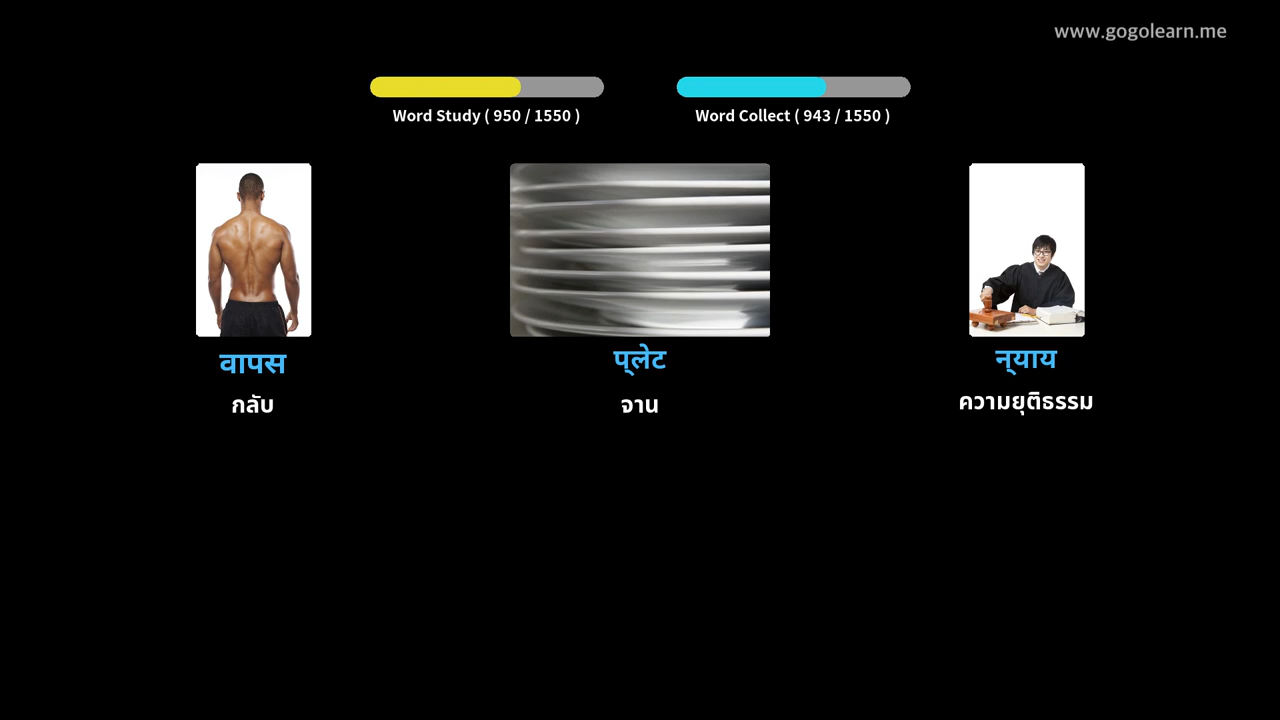 www.gogolearn.me
Word Study ( 950 / 1550 )
Word Collect ( 943 / 1550 )
वापस
प्लेट
न्याय
กลับ
จาน
ความยุติธรรม